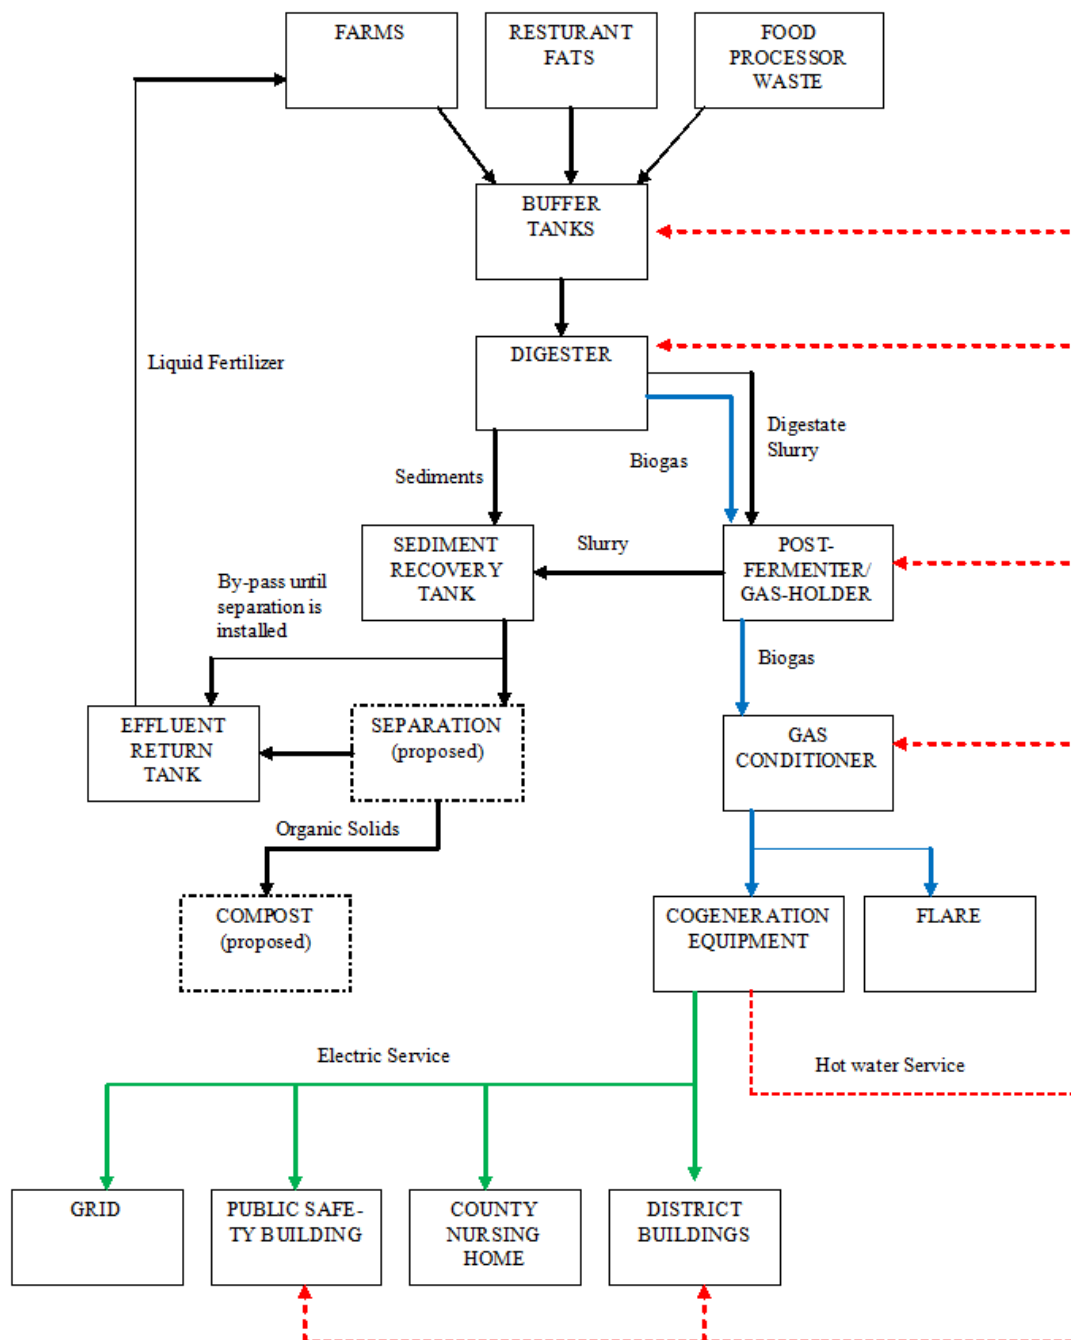 FARMS
RESTURANT
FATS
FOOD
PROCESSOR
WASTE
BUFFER
TANKS
Liquid Fertilizer
DIGESTER
Digestate
Slurry
Biogas
Sediments
SEDIMENT
RECOVERY
TANK
Slurry
POST-
FERMENTER/
GAS-HOLDER
By-pass until
separation is
installed
Biogas
EFFLUENT
RETURN
TANK
SEPARATION
(proposed)
GAS
CONDITIONER
Organic Solids
COMPOST
(proposed)
COGENERATION
EQUIPMENT
FLARE
Electric Service
Hot water Service
GRID
PUBLIC SAFE-
TY BUILDING
COUNTY
NURSING
HOME
DISTRICT
BUILDINGS